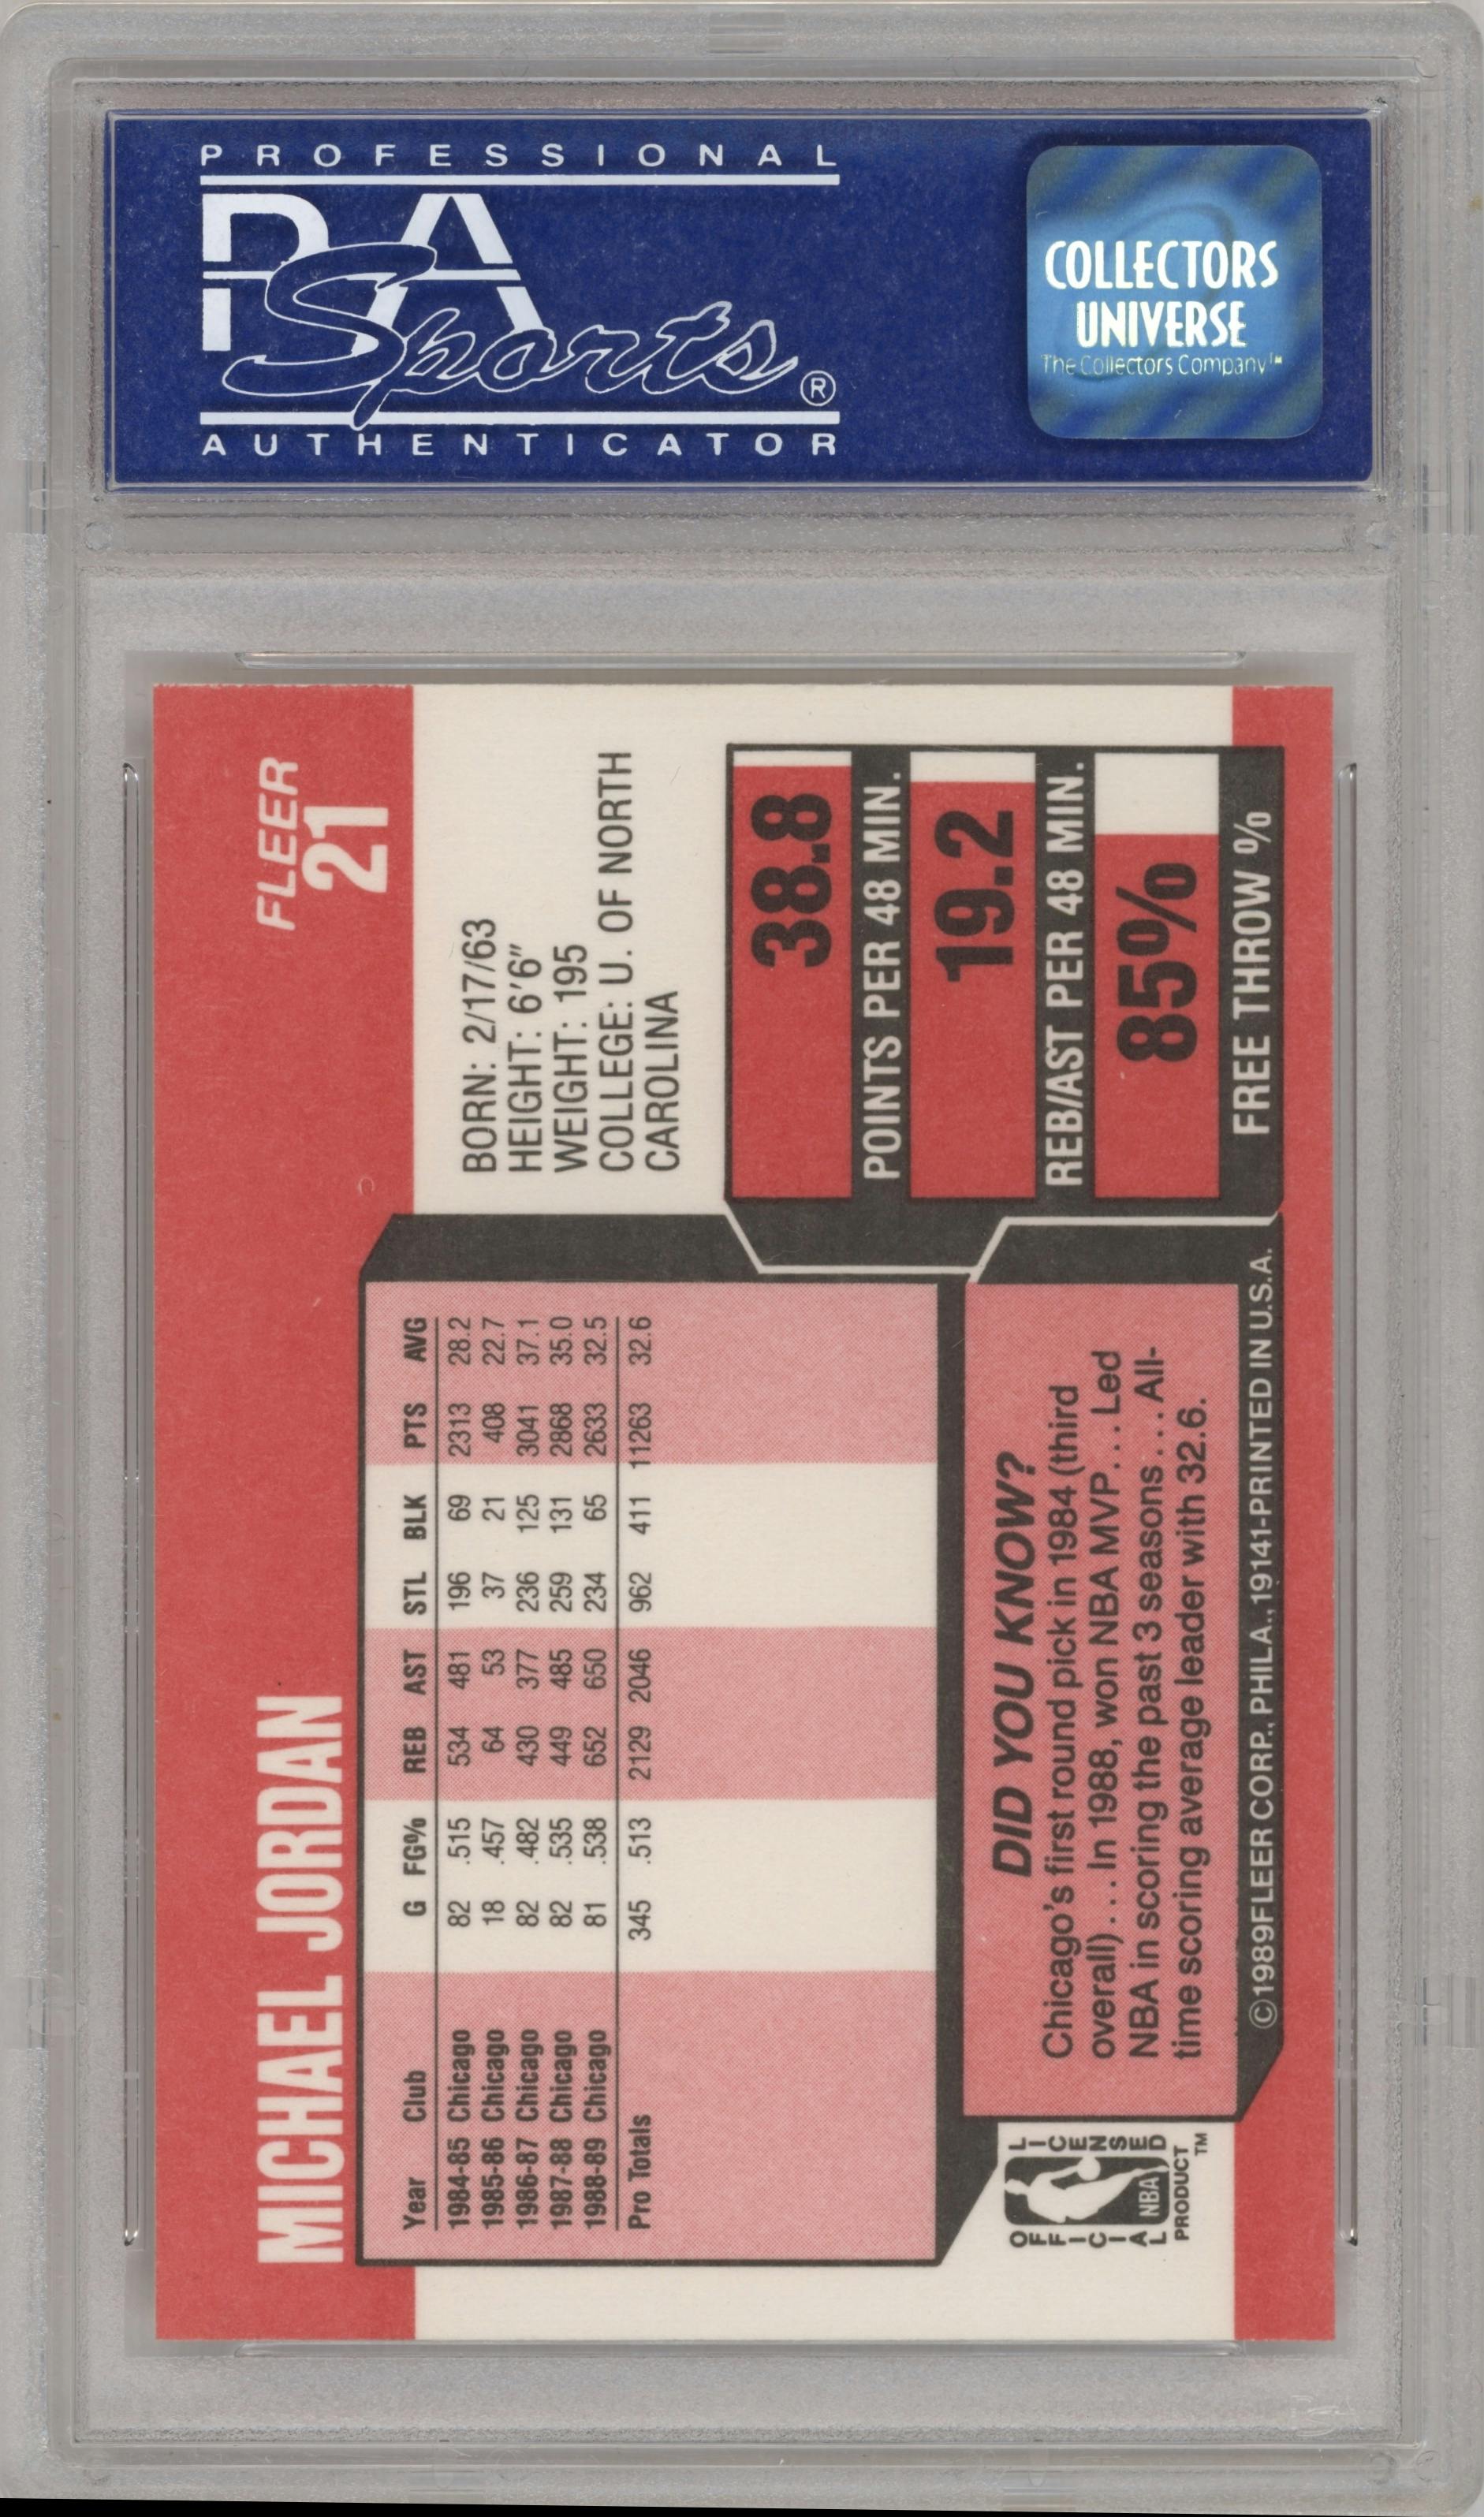 PROFESSIONAL
PSA
Sports®
AUTHENTICATOR
COLLECTORS
UNIVERSE
The Collectors Company™
MICHAEL JORDAN
FLEER
21
Year Club G FG% REB AST STL BLK PTS AVG
1984-85 Chicago 82 .515 534 481 196 69 2313 28.2
1985-86 Chicago 18 .457 64 53 37 21 408 22.7
1986-87 Chicago 82 .482 430 377 236 125 3041 37.1
1987-88 Chicago 82 .535 449 485 259 131 2868 35.0
1988-89 Chicago 81 .538 652 650 234 65 2633 32.5
Pro Totals 345 .513 2129 2046 962 411 11263 32.6
BORN: 2/17/63
HEIGHT: 6'6"
WEIGHT: 195
COLLEGE: U. OF NORTH
CAROLINA
38.8
POINTS PER 48 MIN.
19.2
REB/AST PER 48 MIN.
85%
FREE THROW %
DID YOU KNOW?
Chicago's first round pick in 1984 (third
overall) . . . In 1988, won NBA MVP . . . Led
NBA in scoring the past 3 seasons . . . All-
time scoring average leader with 32.6.
OFFICIAL
NBA
LICENSED
PRODUCT™
©1989FLEER CORP., PHILA., 19141-PRINTED IN U.S.A.